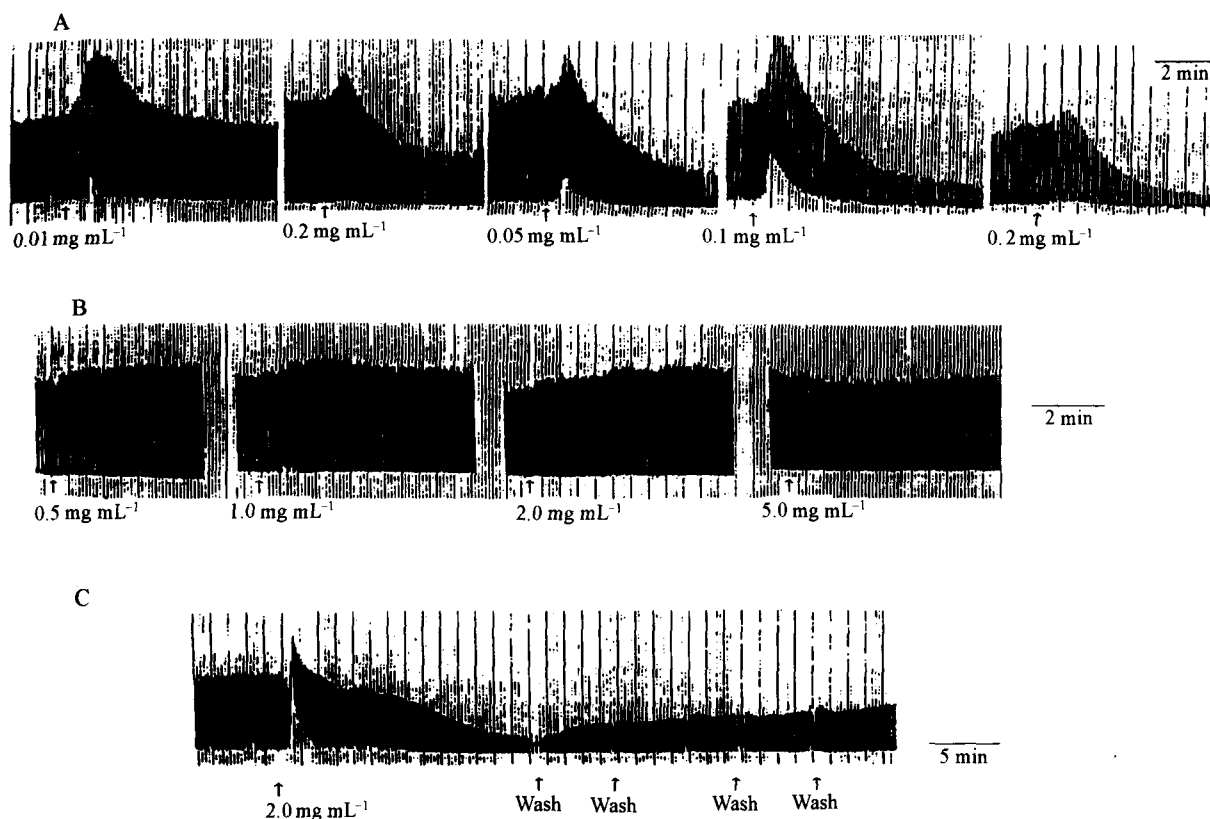 A
2 min
0.01 mg mL⁻¹
0.2 mg mL⁻¹
0.05 mg mL⁻¹
0.1 mg mL⁻¹
0.2 mg mL⁻¹
B
2 min
0.5 mg mL⁻¹
1.0 mg mL⁻¹
2.0 mg mL⁻¹
5.0 mg mL⁻¹
C
5 min
2.0 mg mL⁻¹
Wash
Wash
Wash
Wash